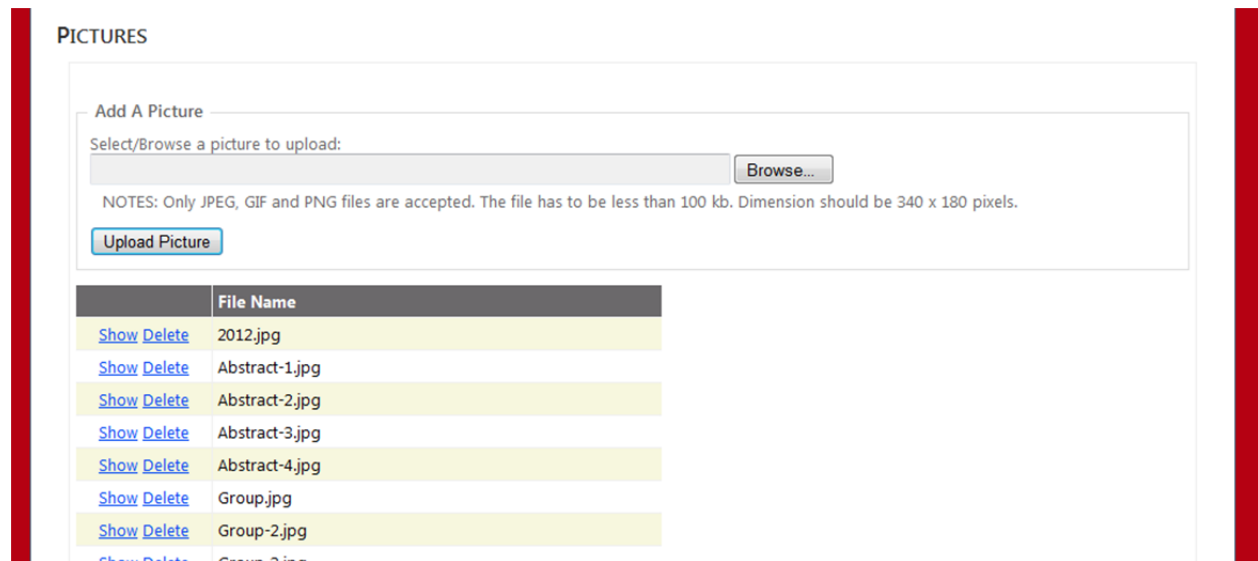 PICTURES
Add A Picture
Select/Browse a picture to upload:
Browse...
NOTES: Only JPEG, GIF and PNG files are accepted. The file has to be less than 100 kb. Dimension should be 340 x 180 pixels.
Upload Picture
File Name
Show Delete 2012.jpg
Show Delete Abstract-1.jpg
Show Delete Abstract-2.jpg
Show Delete Abstract-3.jpg
Show Delete Abstract-4.jpg
Show Delete Group.jpg
Show Delete Group-2.jpg
Show Delete